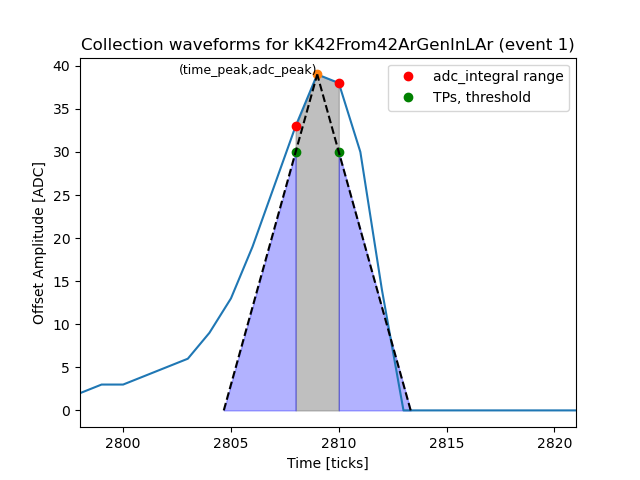 Collection waveforms for kK42From42ArGenInLAr (event 1)
(time_peak,adc_peak)
adc_integral range
TPs, threshold
40
35
30
25
20
15
10
5
0
Offset Amplitude [ADC]
2800 2805 2810 2815 2820
Time [ticks]